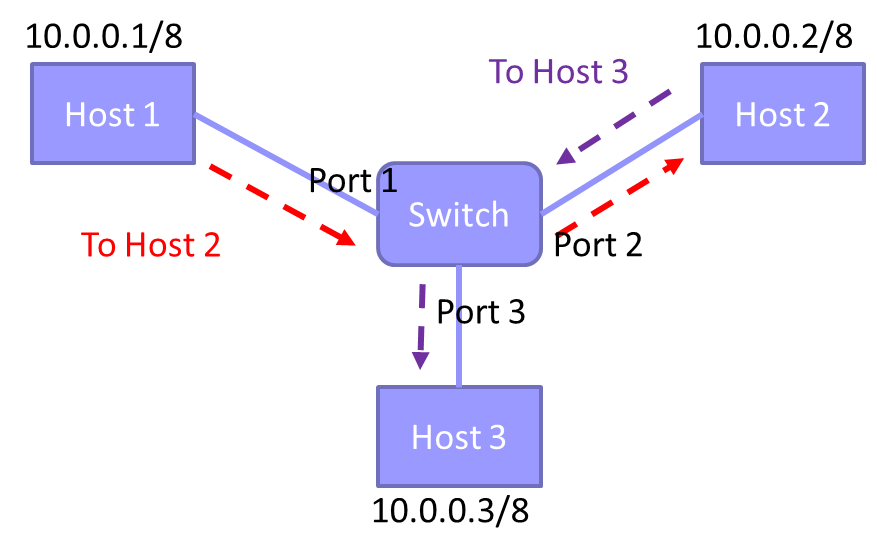 10.0.0.1/8
10.0.0.2/8
To Host 3
Host 1
Host 2
Port 1
Switch
To Host 2
Port 2
Port 3
Host 3
10.0.0.3/8